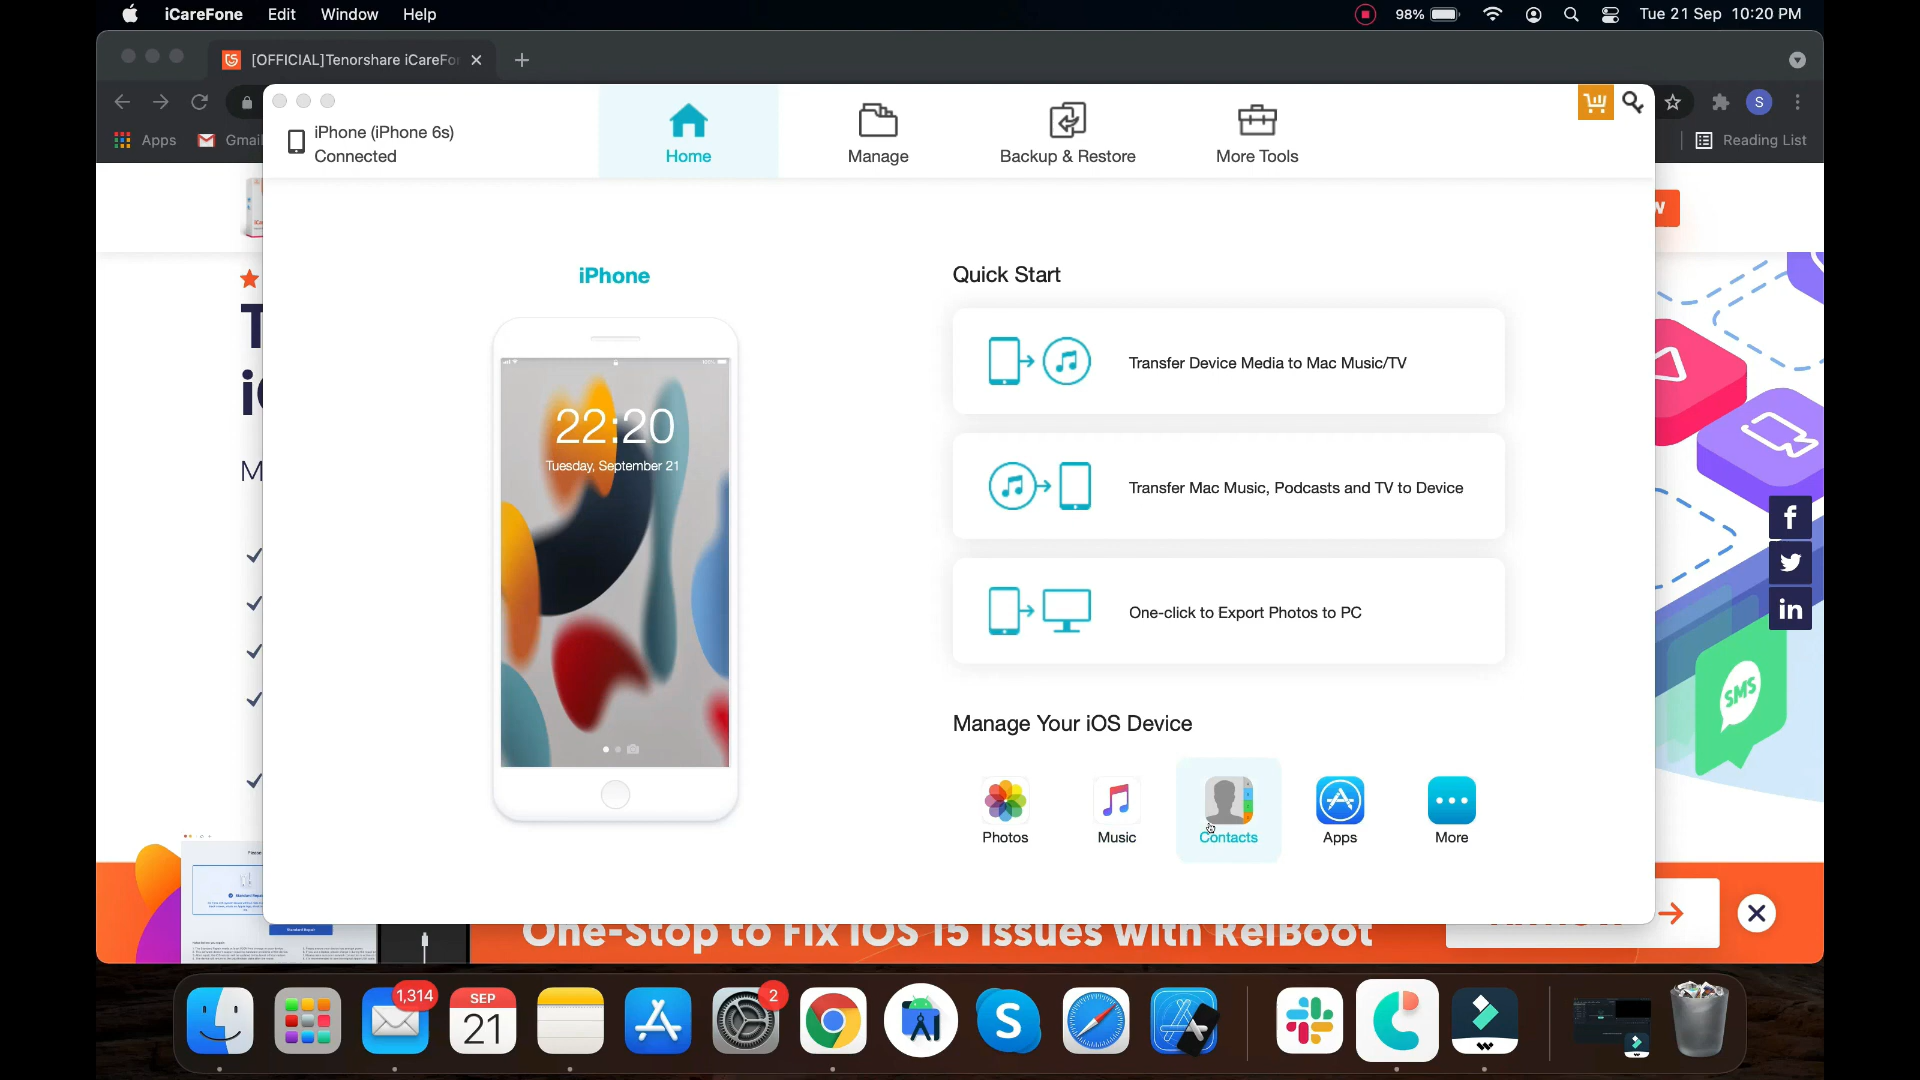 iCareFone Edit Window Help
98% Tue 21 Sep 10:20 PM
[OFFICIAL]Tenorshare iCareFo
S
Apps Gmail Reading List
iPhone (iPhone 6s)
Connected
Home Manage Backup & Restore More Tools
iPhone
22:20
Tuesday, September 21
Quick Start
Transfer Device Media to Mac Music/TV
Transfer Mac Music, Podcasts and TV to Device
One-click to Export Photos to PC
Manage Your iOS Device
Photos Music Contacts Apps More
SMS
f
in
One-Stop to Fix iOS 15 Issues with ReiBoot
1,314
SEP
21
2
S